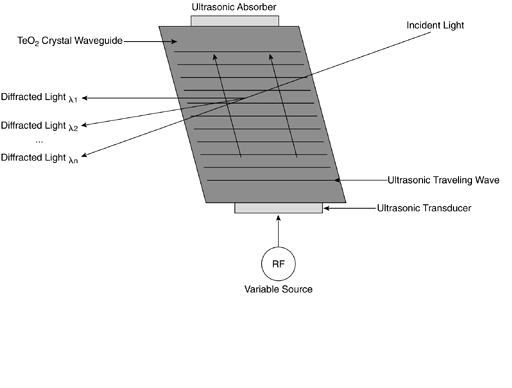 Ultrasonic Absorber
Incident Light
TeO2 Crystal Waveguide
Diffracted Light λ1
Diffracted Light λ2
...
Diffracted Light λn
Ultrasonic Traveling Wave
Ultrasonic Transducer
RF
Variable Source